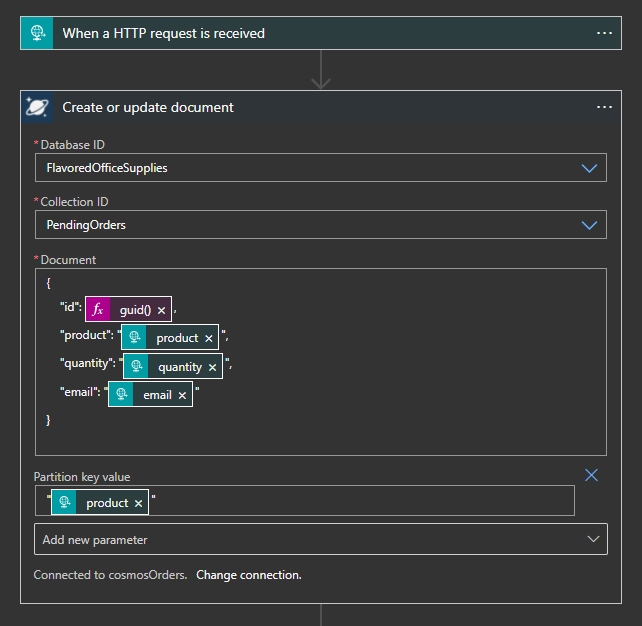 When a HTTP request is received
Create or update document
* Database ID
FlavoredOfficeSupplies
* Collection ID
PendingOrders
* Document
{
"id": fx guid() ×,
"product": " product × ",
"quantity": " quantity × ",
"email": " email × "
}
Partition key value
" product × "
Add new parameter
Connected to cosmosOrders. Change connection.